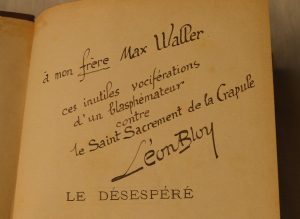 à mon frère Max Waller
ces inutiles vociférations
d'un blasphémateur
contre
le Saint Sacrement de la Crapule
Léon Bloy
LE DÉSESPÉRÉ